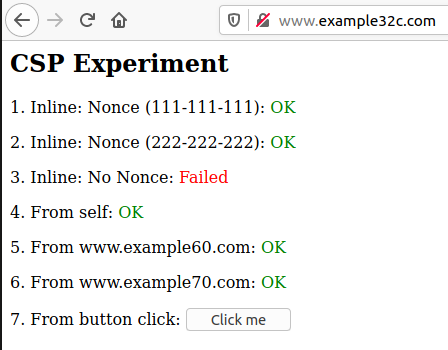 www.example32c.com
CSP Experiment
1. Inline: Nonce (111-111-111): OK
2. Inline: Nonce (222-222-222): OK
3. Inline: No Nonce: Failed
4. From self: OK
5. From www.example60.com: OK
6. From www.example70.com: OK
7. From button click: Click me